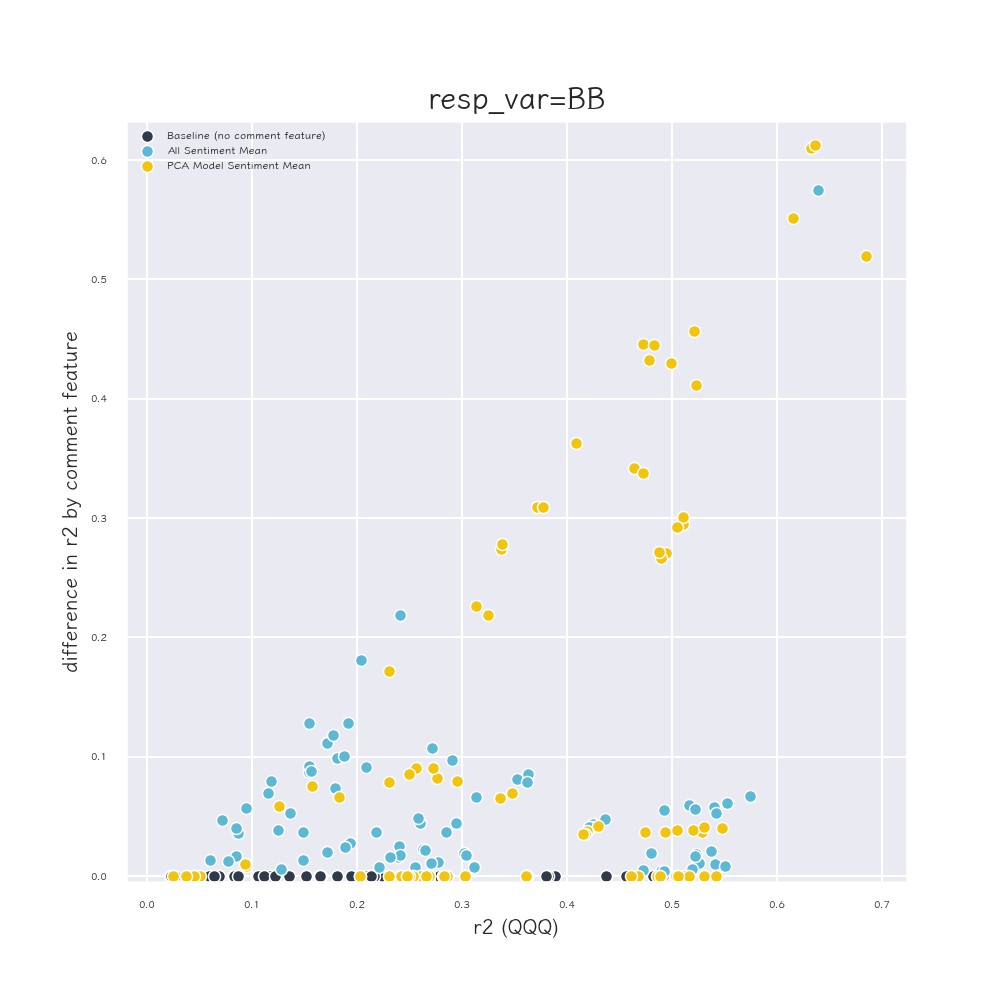 resp_var=BB
Baseline (no comment feature)
All Sentiment Mean
PCA Model Sentiment Mean
difference in r2 by comment feature
0.6
0.5
0.4
0.3
0.2
0.1
0.0
0.0 0.1 0.2 0.3 0.4 0.5 0.6 0.7
r2 (QQQ)